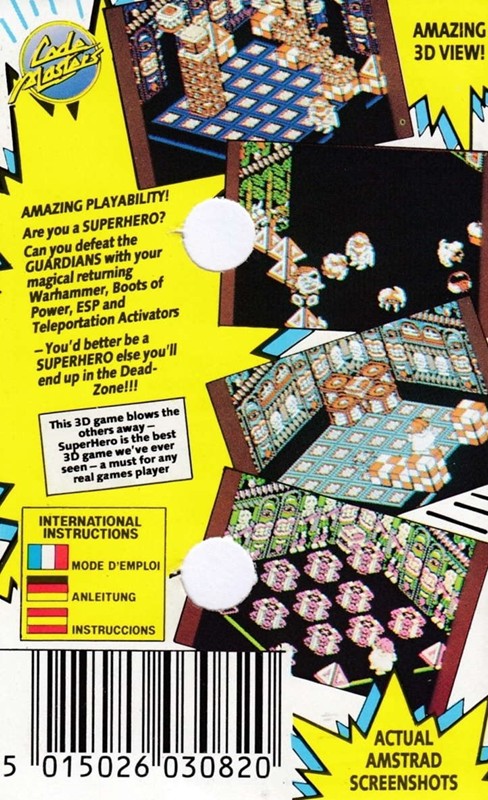 Code
Masters
AMAZING
3D VIEW!
AMAZING PLAYABILITY!
Are you a SUPERHERO?
Can you defeat the
GUARDIANS with your
magical returning
Warhammer, Boots of
Power, ESP and
Teleportation Activators
– You'd better be a
SUPERHERO else you'll
end up in the Dead-
Zone!!!
This 3D game blows the
others away –
SuperHero is the best
3D game we've ever
seen – a must for any
real games player
INTERNATIONAL
INSTRUCTIONS
MODE D'EMPLOI
ANLEITUNG
INSTRUCCIONS
5 015026 030820
ACTUAL
AMSTRAD
SCREENSHOTS